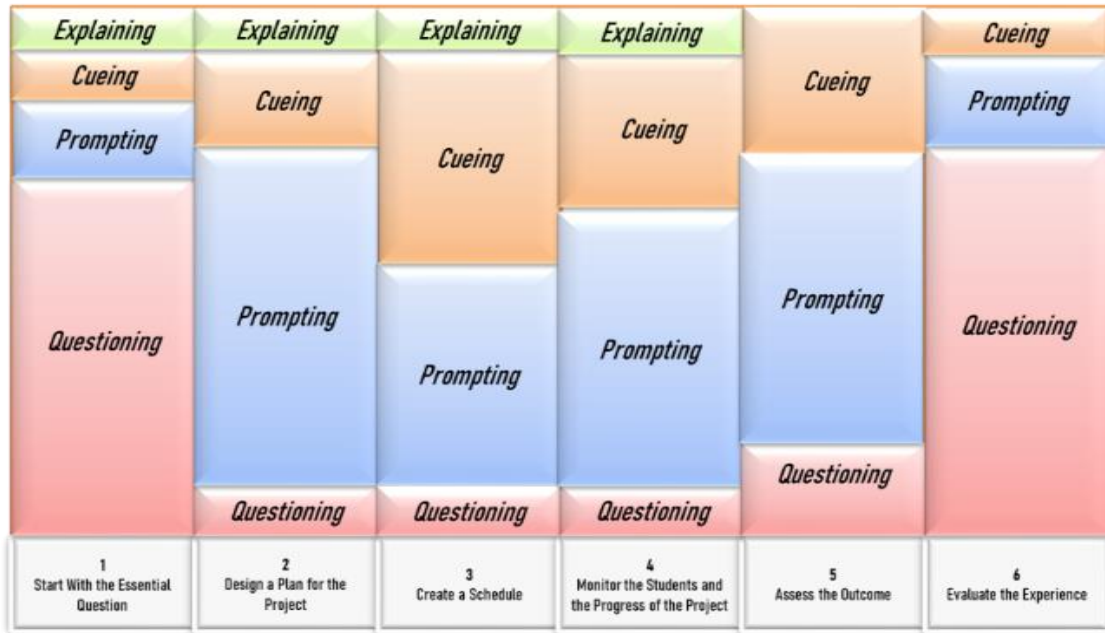 Explaining
Cueing
Prompting
Questioning
1
Start With the Essential
Question
Explaining
Cueing
Prompting
Questioning
2
Design a Plan for the
Project
Explaining
Cueing
Prompting
Questioning
3
Create a Schedule
Explaining
Cueing
Prompting
Questioning
4
Monitor the Students and
the Progress of the Project
Cueing
Prompting
Questioning
5
Assess the Outcome
Cueing
Prompting
Questioning
6
Evaluate the Experience